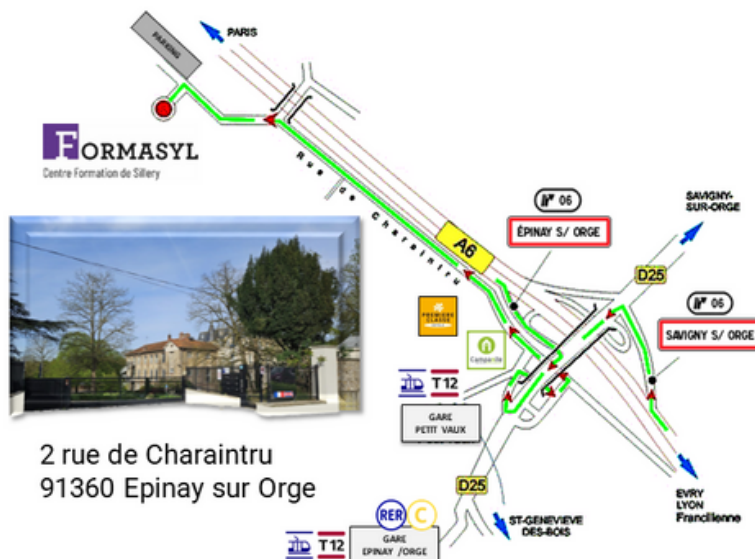 PARIS
PARKING
FORMASYL
Centre Formation de Sillery
Rue de Charaintru
A6
N° 06
ÉPINAY S/ ORGE
SAVIGNY-
SUR-ORGE
D25
N° 06
SAVIGNY S/ ORGE
PREMIERE
CLASSE
Campanile
T12
GARE
PETIT VAUX
2 rue de Charaintru
91360 Epinay sur Orge
D25
EVRY
LYON
Francilienne
RER C
ST-GENEVIEVE
DES-BOIS
T12
GARE
EPINAY /ORGE